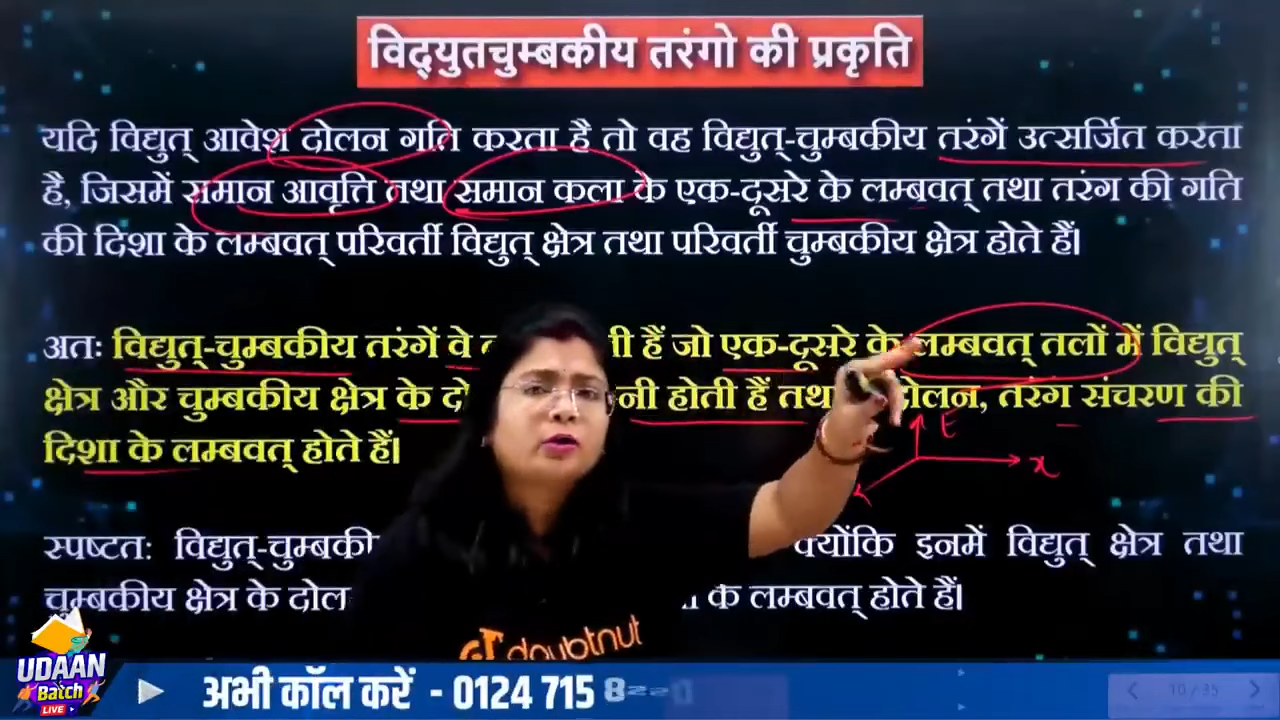 विद्युतचुम्बकीय तरंगो की प्रकृति
यदि विद्युत् आवेश दोलन गति करता है तो वह विद्युत्-चुम्बकीय तरंगें उत्सर्जित करता
है, जिसमें समान आवृत्ति तथा समान कला के एक-दूसरे के लम्बवत् तथा तरंग की गति
की दिशा के लम्बवत् परिवर्ती विद्युत् क्षेत्र तथा परिवर्ती चुम्बकीय क्षेत्र होते हैं।
अतः विद्युत्-चुम्बकीय तरंगें वे हैं जो एक-दूसरे के लम्बवत् तलों में विद्युत्
क्षेत्र और चुम्बकीय क्षेत्र के होती हैं तथा दोलन, तरंग संचरण की
E
दिशा के लम्बवत् होते हैं।
x
स्पष्टत: क्योंकि इनमें विद्युत् क्षेत्र तथा
चुम्बकीय क्षेत्र के के लम्बवत् होते हैं।
doubtnut
UDAAN
Batch
LIVE
अभी कॉल करें - 0124 715
10 / 35